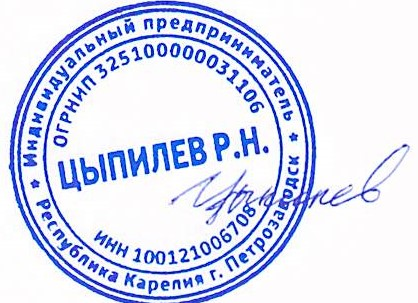 Индивидуальный предприниматель
ОГРНИП 325100000031106
ЦЫПИЛЕВ Р.Н.
ИНН 100121006708
* Республика Карелия г. Петрозаводск *